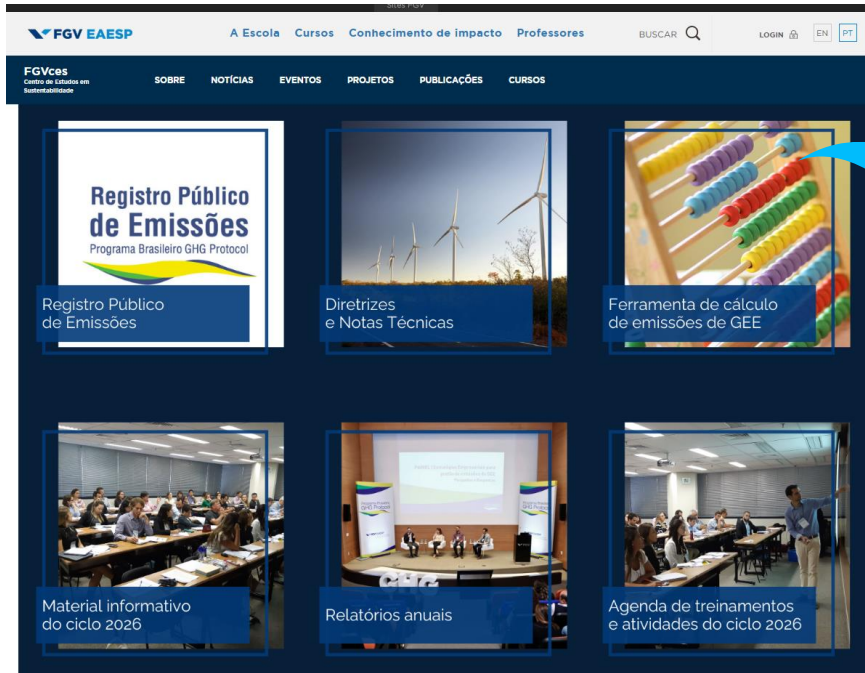 Sites FGV
FGV EAESP
A Escola Cursos Conhecimento de impacto Professores
BUSCAR
LOGIN
EN PT
FGVces
Centro de Estudos em
Sustentabilidade
SOBRE NOTÍCIAS EVENTOS PROJETOS PUBLICAÇÕES CURSOS
Registro Público
de Emissões
Programa Brasileiro GHG Protocol
Registro Público
de Emissões
Diretrizes
e Notas Técnicas
Ferramenta de cálculo
de emissões de GEE
Material informativo
do ciclo 2026
GHG
Relatórios anuais
Agenda de treinamentos
e atividades do ciclo 2026